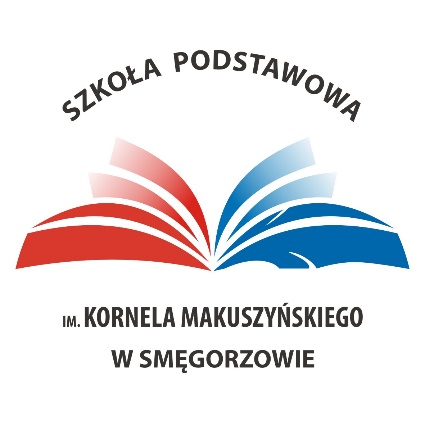 SZKOŁA PODSTAWOWA
IM. KORNELA MAKUSZYŃSKIEGO
W SMĘGORZOWIE